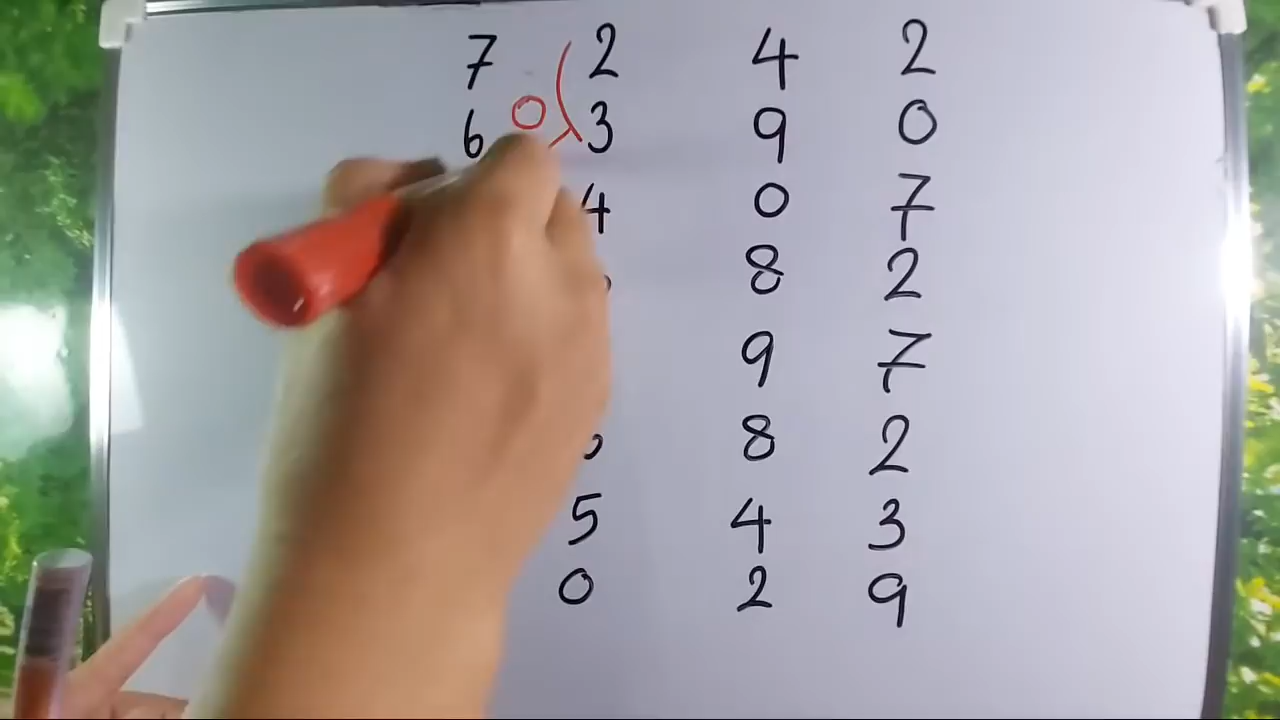 7 2 4 2
6 0 3 9 0
4 0 7
8 2
9 7
8 2
5 4 3
0 2 9